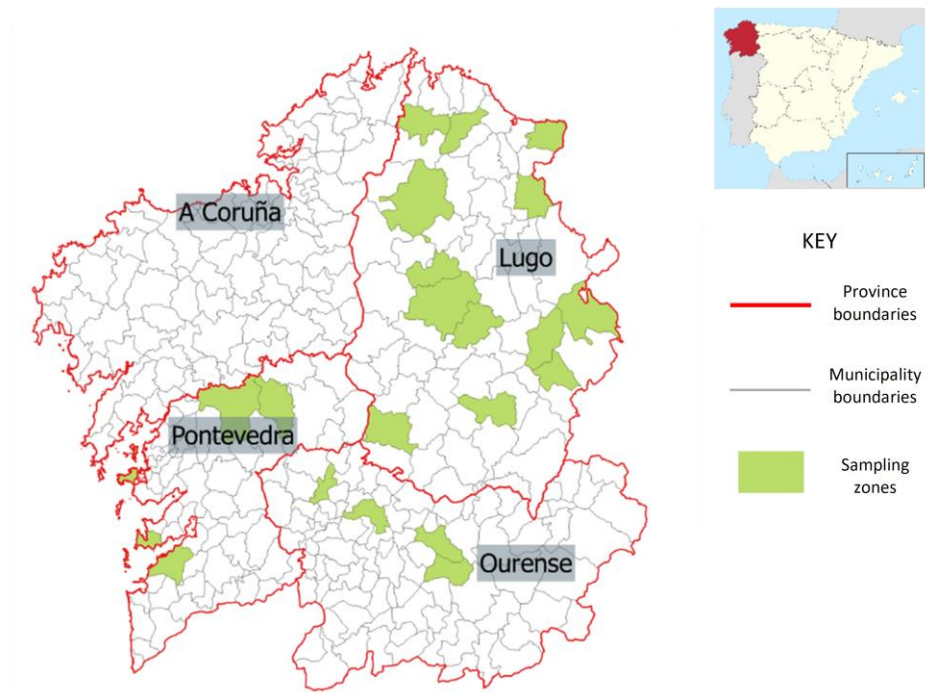 A Coruña
Lugo
Pontevedra
Ourense
KEY
Province
boundaries
Municipality
boundaries
Sampling
zones